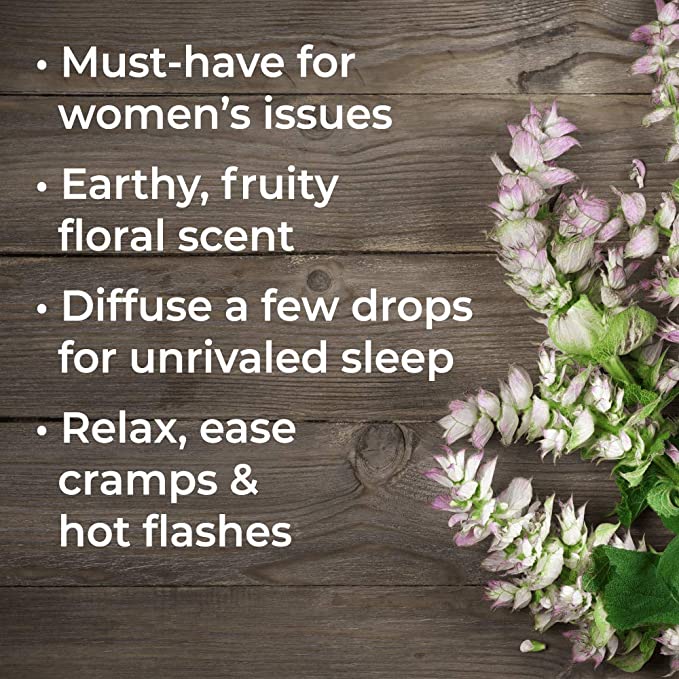 • Must-have for
women’s issues
• Earthy, fruity
floral scent
• Diffuse a few drops
for unrivaled sleep
• Relax, ease
cramps &
hot flashes